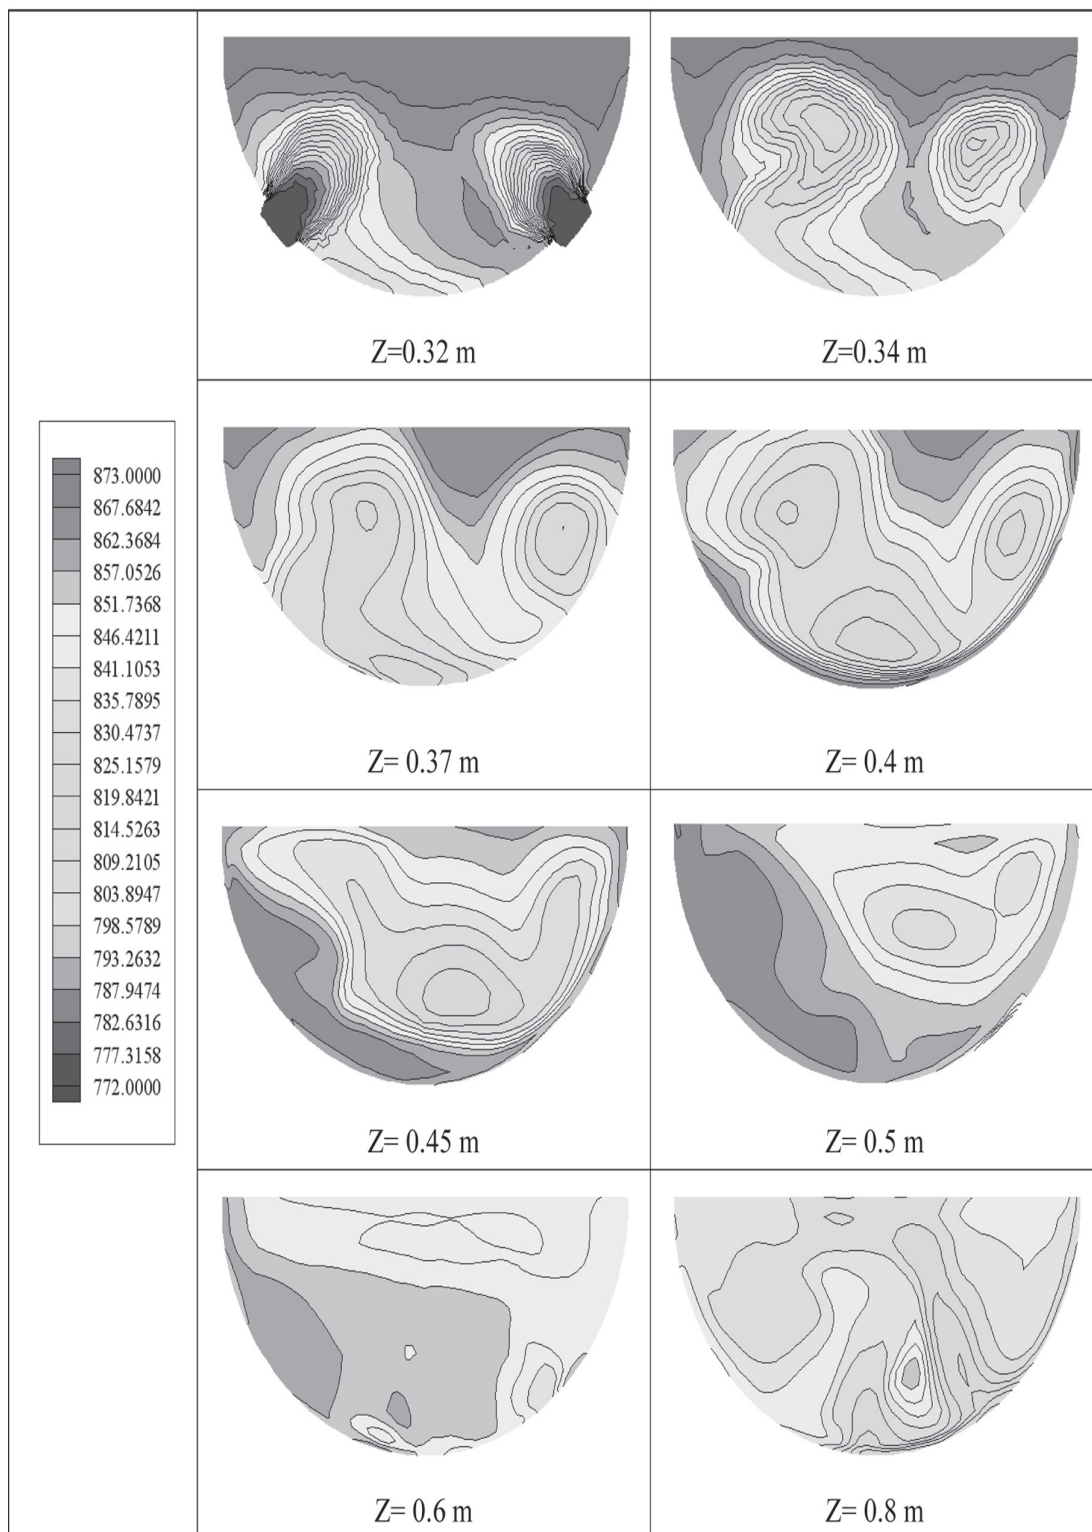 Z=0.32 m
Z=0.34 m
873.0000
867.6842
862.3684
857.0526
851.7368
846.4211
841.1053
835.7895
830.4737
825.1579
819.8421
814.5263
809.2105
803.8947
798.5789
793.2632
787.9474
782.6316
777.3158
772.0000
Z= 0.37 m
Z= 0.4 m
Z= 0.45 m
Z= 0.5 m
Z= 0.6 m
Z= 0.8 m